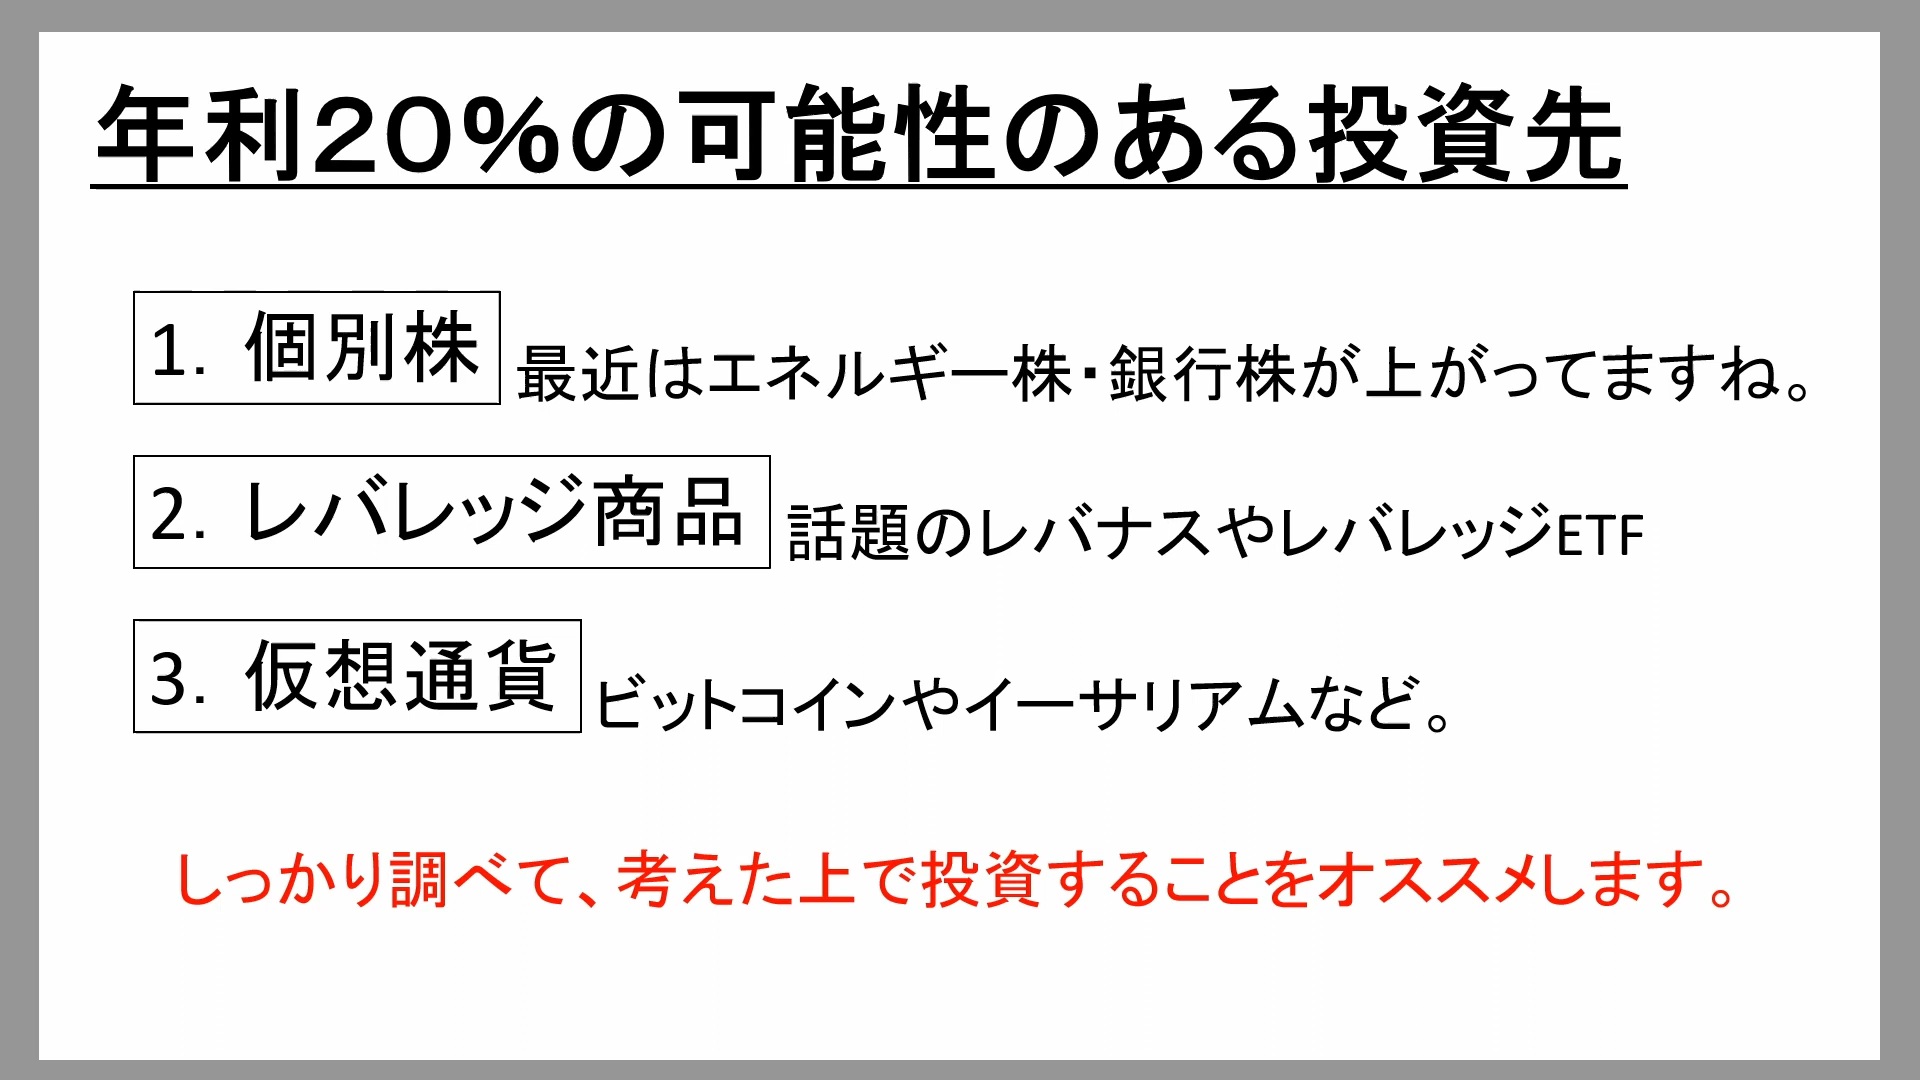 年利20%の可能性のある投資先
1. 個別株 最近はエネルギー株・銀行株が上がってますね。
2. レバレッジ商品 話題のレバナスやレバレッジETF
3. 仮想通貨 ビットコインやイーサリアムなど。
しっかり調べて、考えた上で投資することをオススメします。